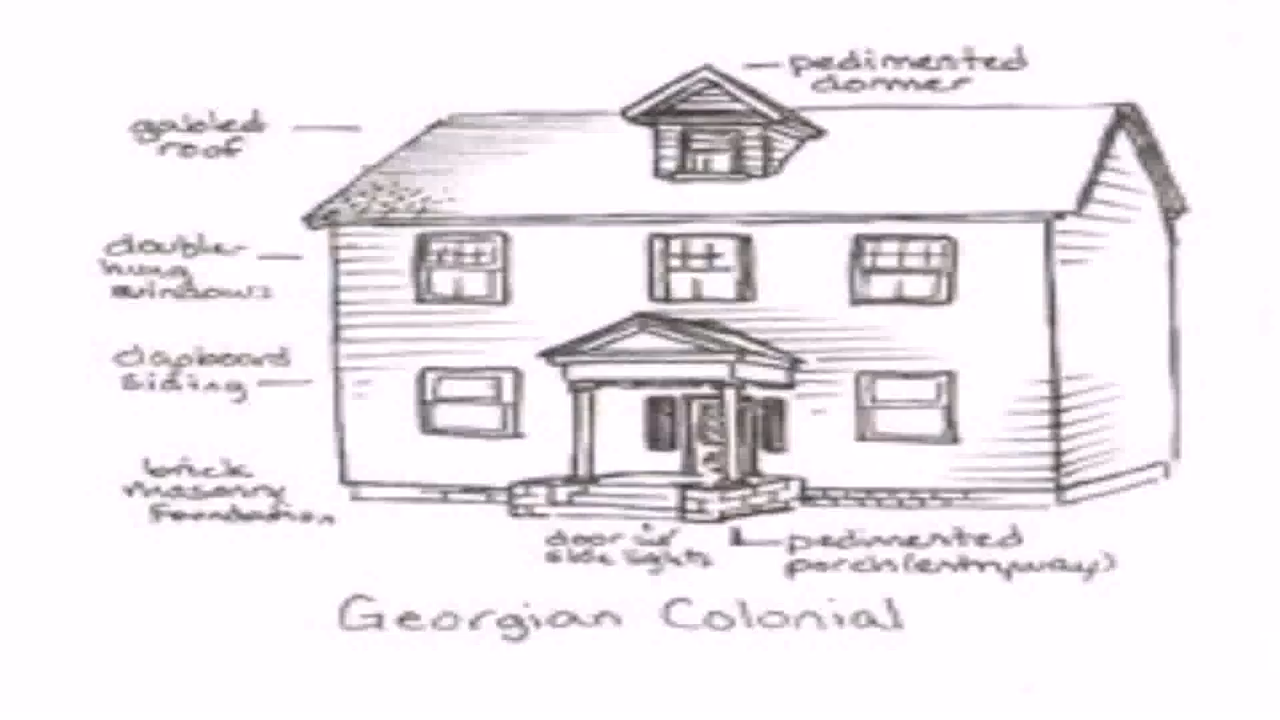 pedimented
dormer
gabled
roof
double-
hung
windows
clapboard
siding
brick
masonry
foundation
door w/
side lights
pedimented
porch (entryway)
Georgian Colonial